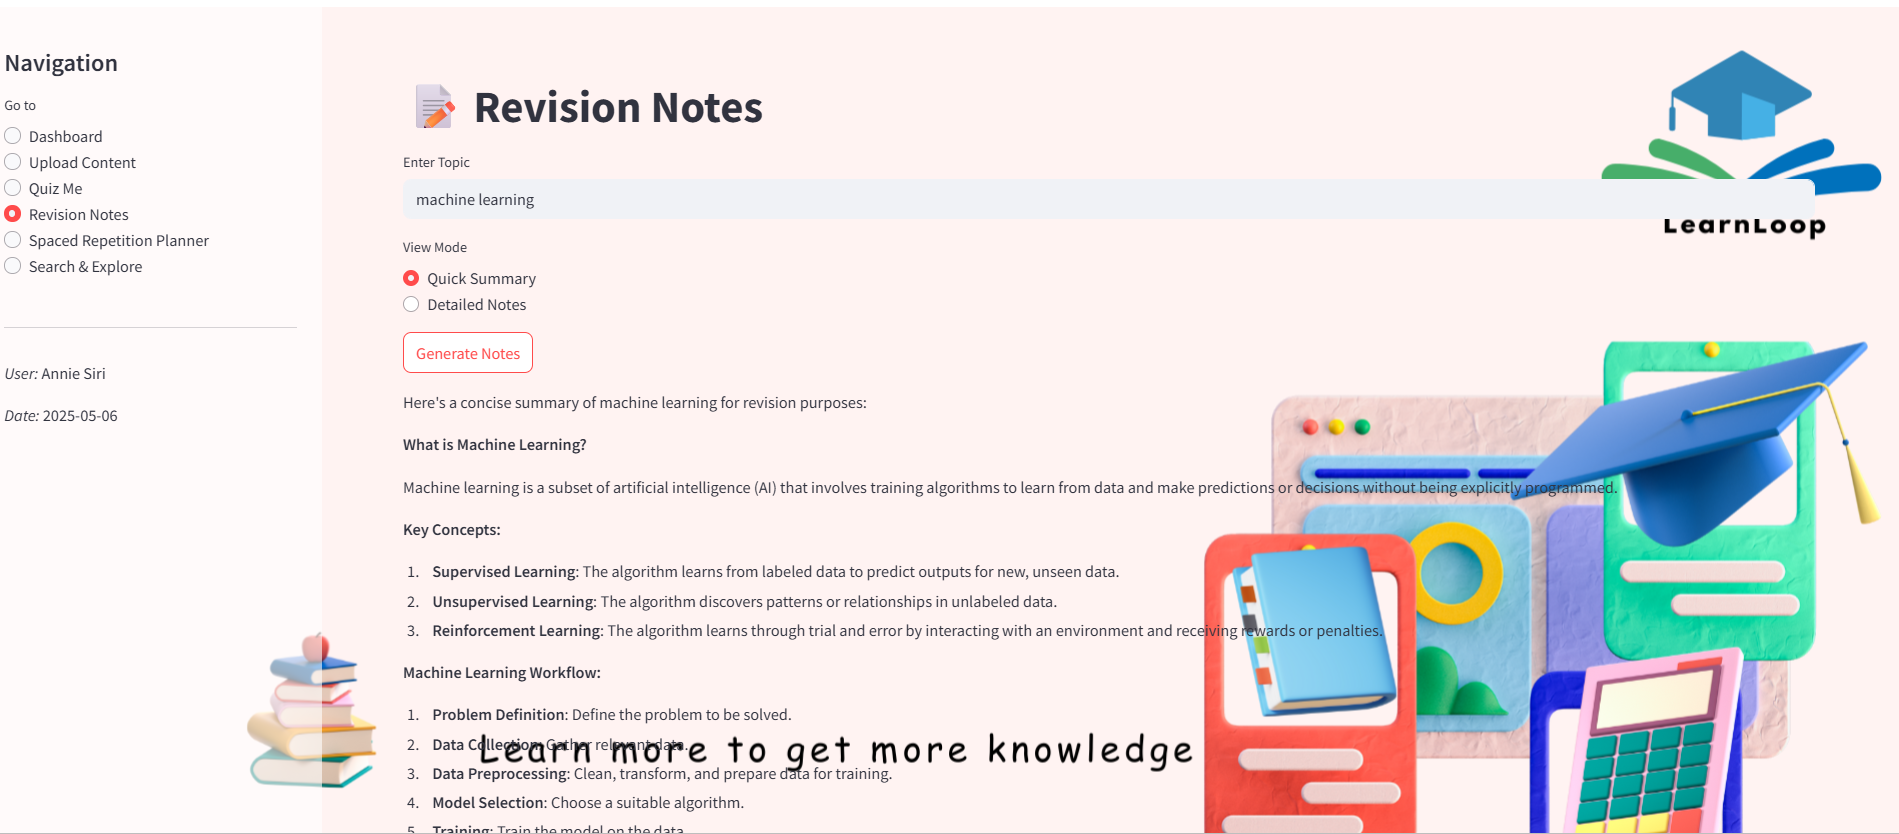 Navigation
Go to
Dashboard
Upload Content
Quiz Me
Revision Notes
Spaced Repetition Planner
Search & Explore
User: Annie Siri
Date: 2025-05-06
Revision Notes
Enter Topic
machine learning
View Mode
Quick Summary
Detailed Notes
Generate Notes
LearnLoop
Here's a concise summary of machine learning for revision purposes:
What is Machine Learning?
Machine learning is a subset of artificial intelligence (AI) that involves training algorithms to learn from data and make predictions or decisions without being explicitly programmed.
Key Concepts:
1. Supervised Learning: The algorithm learns from labeled data to predict outputs for new, unseen data.
2. Unsupervised Learning: The algorithm discovers patterns or relationships in unlabeled data.
3. Reinforcement Learning: The algorithm learns through trial and error by interacting with an environment and receiving rewards or penalties.
Machine Learning Workflow:
1. Problem Definition: Define the problem to be solved.
2. Data Collection: Gather relevant data.
Learn more to get more knowledge
3. Data Preprocessing: Clean, transform, and prepare data for training.
4. Model Selection: Choose a suitable algorithm.
5. Training: Train the model on the data.